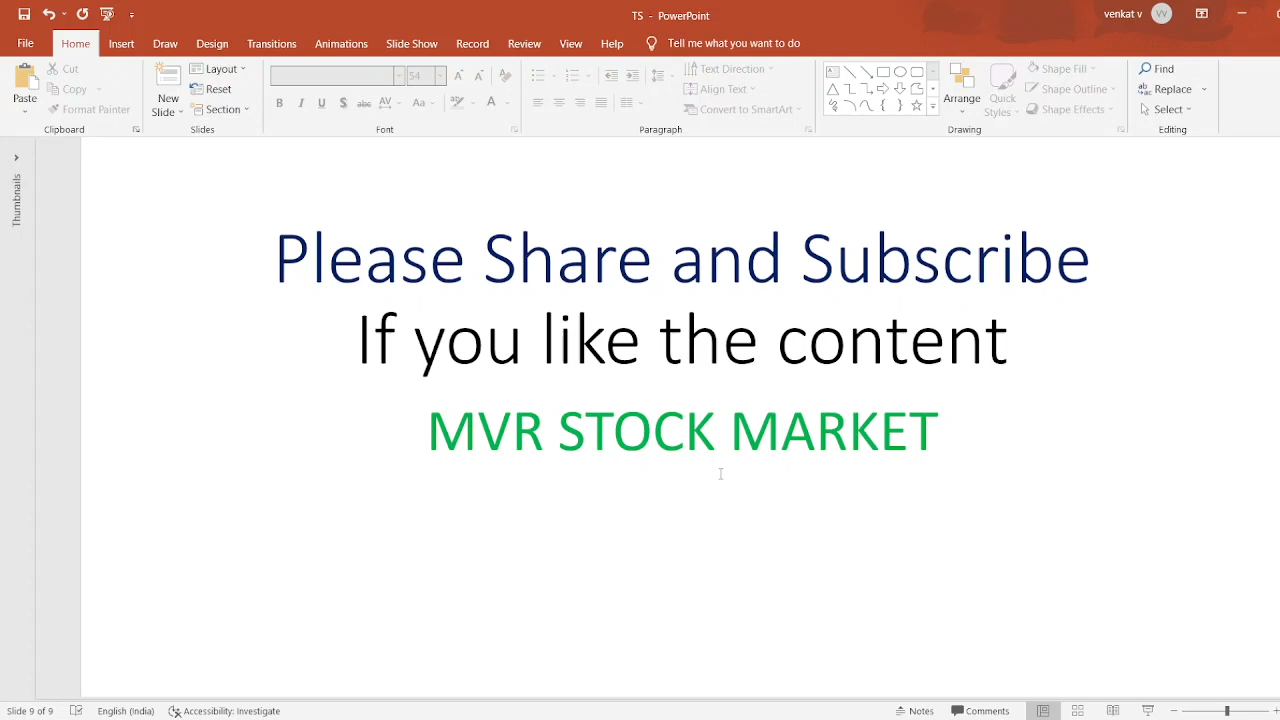 TS - PowerPoint
venkat v
VV
File Home Insert Draw Design Transitions Animations Slide Show Record Review View Help Tell me what you want to do
Paste
Cut
Copy
Format Painter
Clipboard
New Slide
Layout
Reset
Section
Slides
54
B I U S abc AV Aa A
Font
Text Direction
Align Text
Convert to SmartArt
Paragraph
Arrange
Quick Styles
Shape Fill
Shape Outline
Shape Effects
Drawing
Find
Replace
Select
Editing
Thumbnails
Please Share and Subscribe
If you like the content
MVR STOCK MARKET
Slide 9 of 9 English (India) Accessibility: Investigate Notes Comments